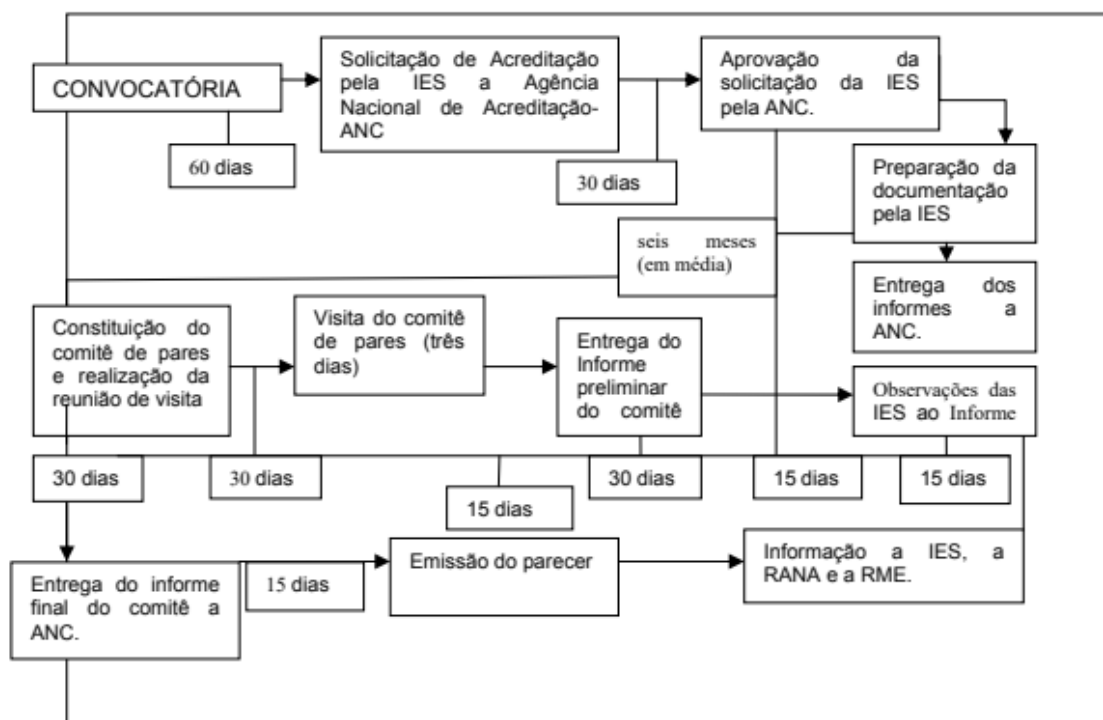 CONVOCATÓRIA
Solicitação de Acreditação
pela IES a Agência
Nacional de Acreditação-
ANC
Aprovação da
solicitação da IES
pela ANC.
60 dias
30 dias
Preparação da
documentação
pela IES
seis meses
(em média)
Entrega dos
informes a
ANC.
Constituição do
comitê de pares
e realização da
reunião de visita
Visita do comitê
de pares (três
dias)
Entrega do
Informe
preliminar
do comitê
Observações das
IES ao Informe
30 dias
30 dias
15 dias
30 dias
15 dias
15 dias
Entrega do informe
final do comitê a
ANC.
15 dias
Emissão do parecer
Informação a IES, a
RANA e a RME.